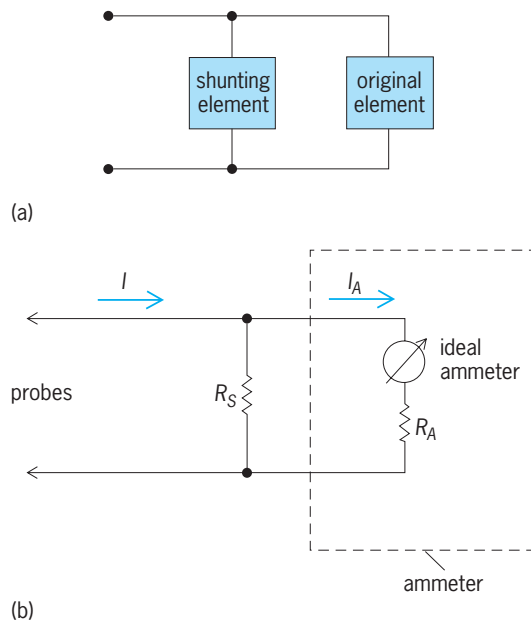 shunting
element
original
element
(a)
I
I_A
ideal
ammeter
probes
R_S
R_A
ammeter
(b)